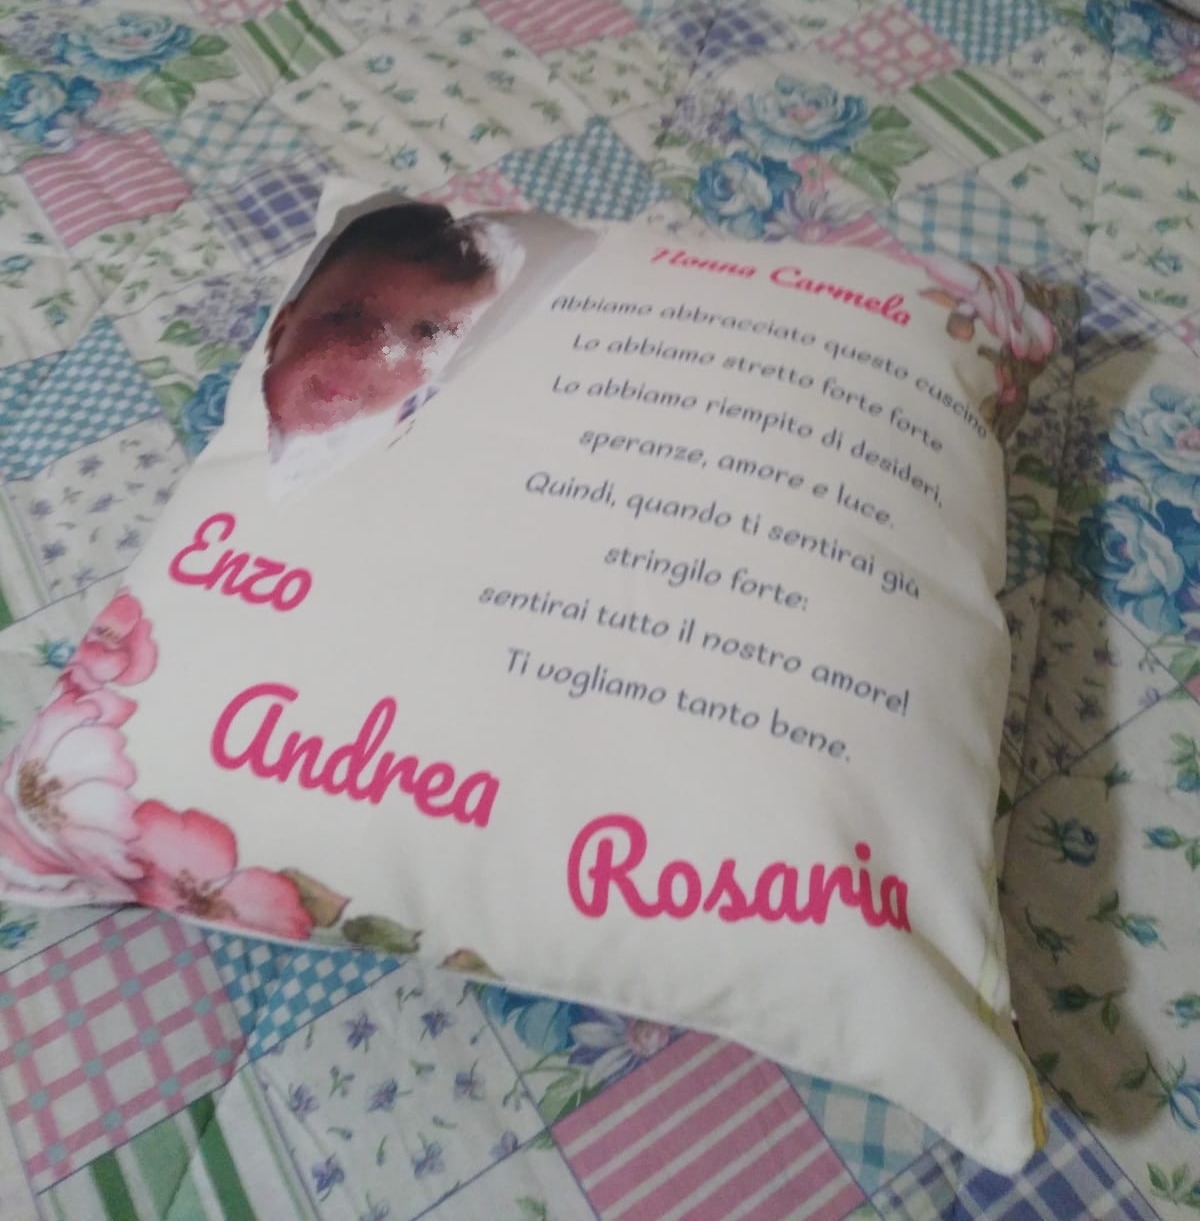 Nonna Carmela
Abbiamo abbracciato questo cuscino
Lo abbiamo stretto forte forte
Lo abbiamo riempito di desideri,
speranze, amore e luce.
Quindi, quando ti sentirai giù
stringilo forte:
sentirai tutto il nostro amore!
Ti vogliamo tanto bene.
Enzo
Andrea
Rosaria